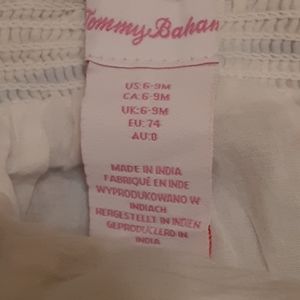 Tommy Baham
US:6-9M
CA:6-9M
UK:6-9M
EU:74
AU:0
MADE IN INDIA
FABRIQUÉ EN INDE
WYPRODUKOWANO W
INDIACH
HERGESTELLT IN INDIEN
GEPRODUCEERD IN
INDIA